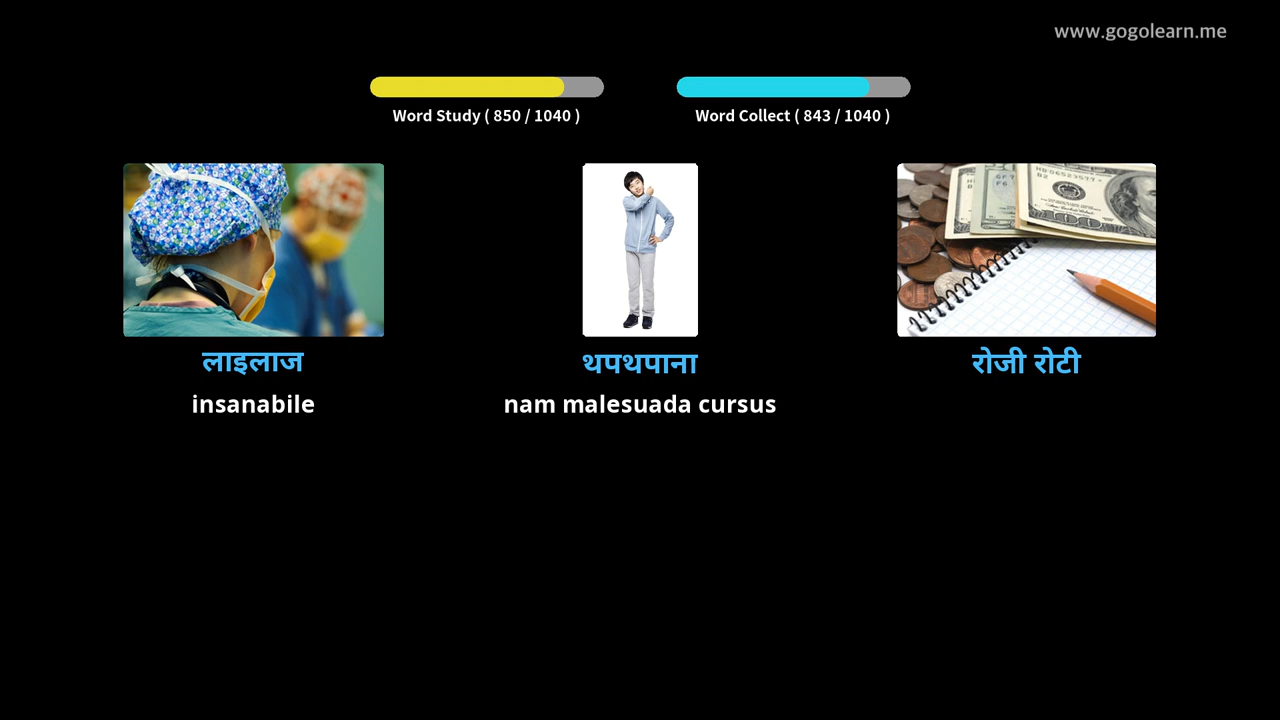 www.gogolearn.me
Word Study ( 850 / 1040 )
Word Collect ( 843 / 1040 )
लाइलाज
थपथपाना
रोजी रोटी
insanabile
nam malesuada cursus